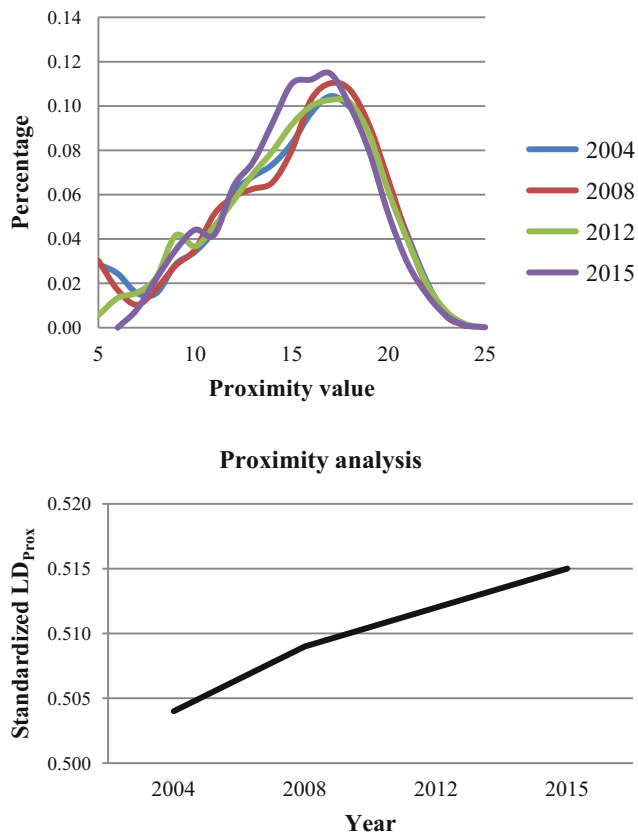 0.14
0.12
0.10
0.08
0.06
0.04
0.02
0.00
Percentage
5 10 15 20 25
Proximity value
2004
2008
2012
2015
Proximity analysis
0.520
0.515
0.510
0.505
0.500
Standardized LDProx
2004 2008 2012 2015
Year